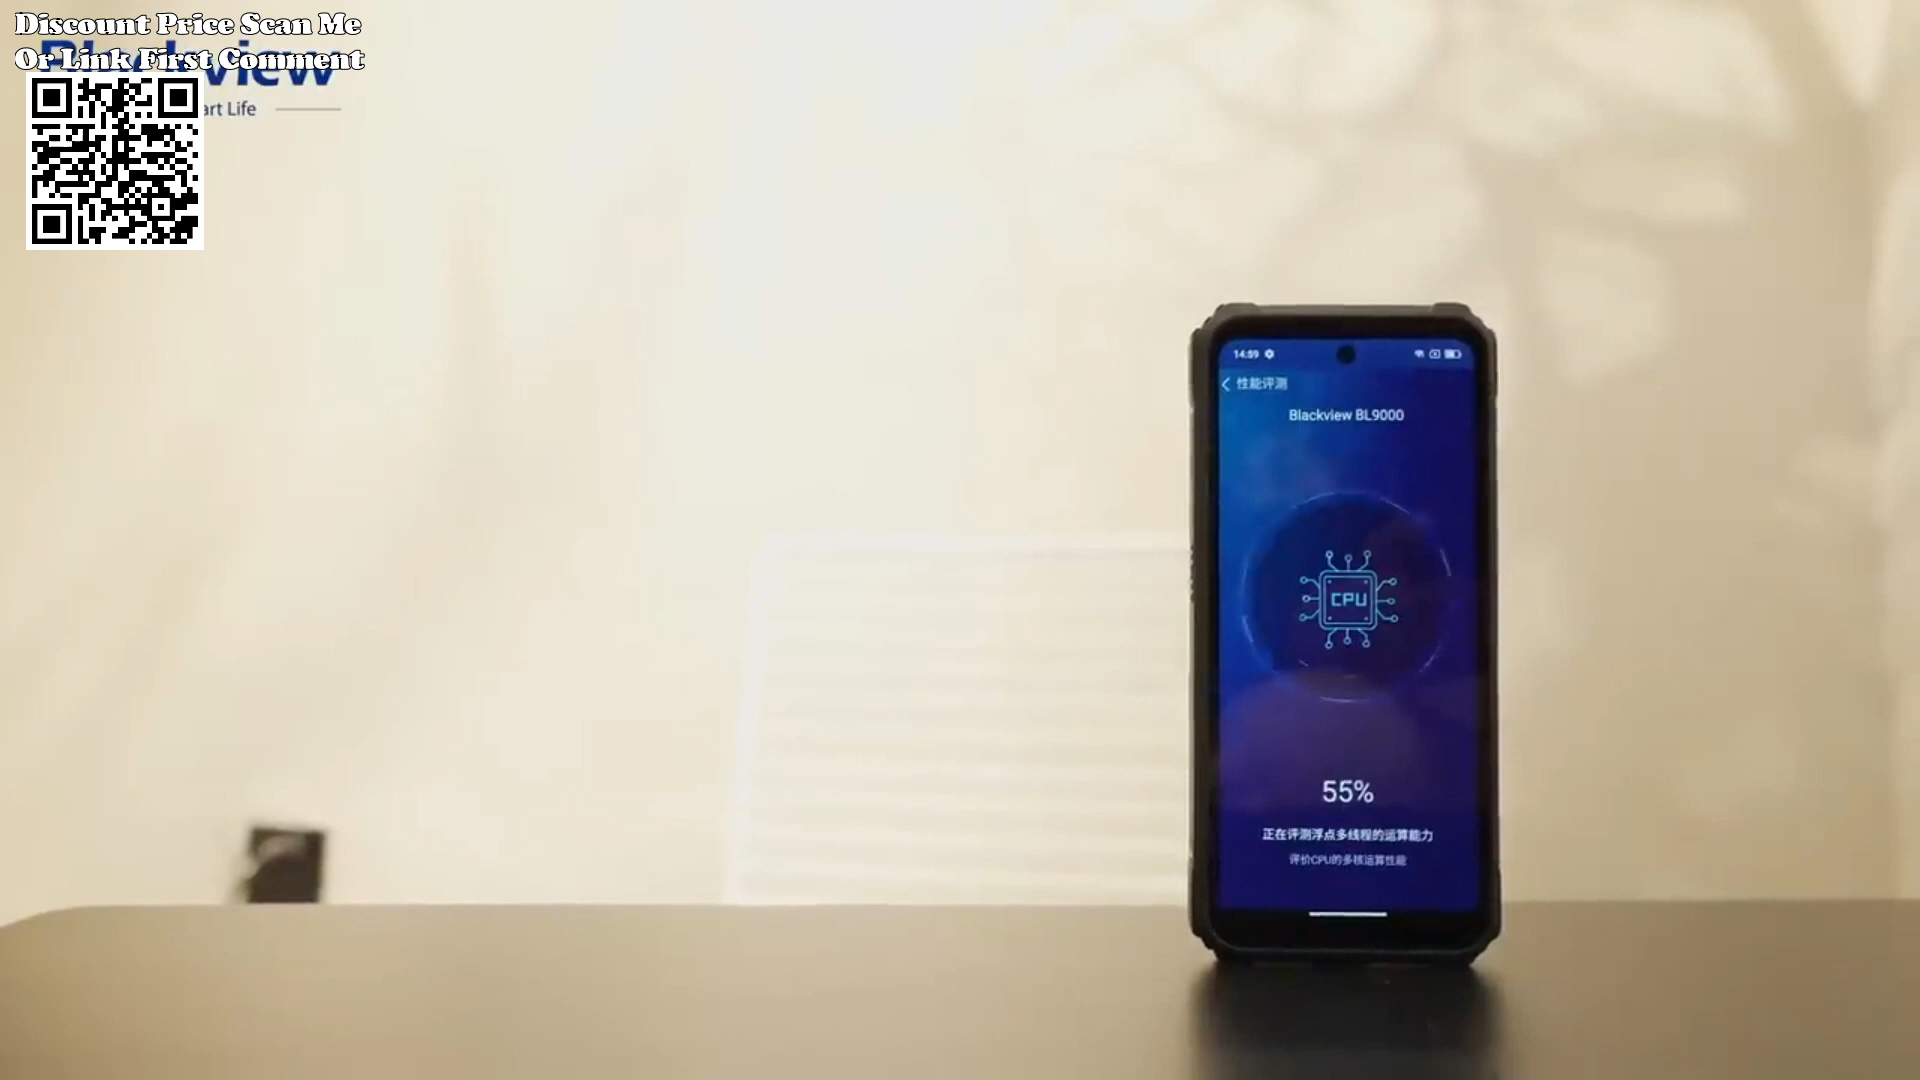 Discount Price Scan Me
Or Link First Comment
Blackview
art Life
14:59
性能评测
Blackview BL9000
CPU
55%
正在评测浮点多线程的运算能力
评价CPU的多核运算性能